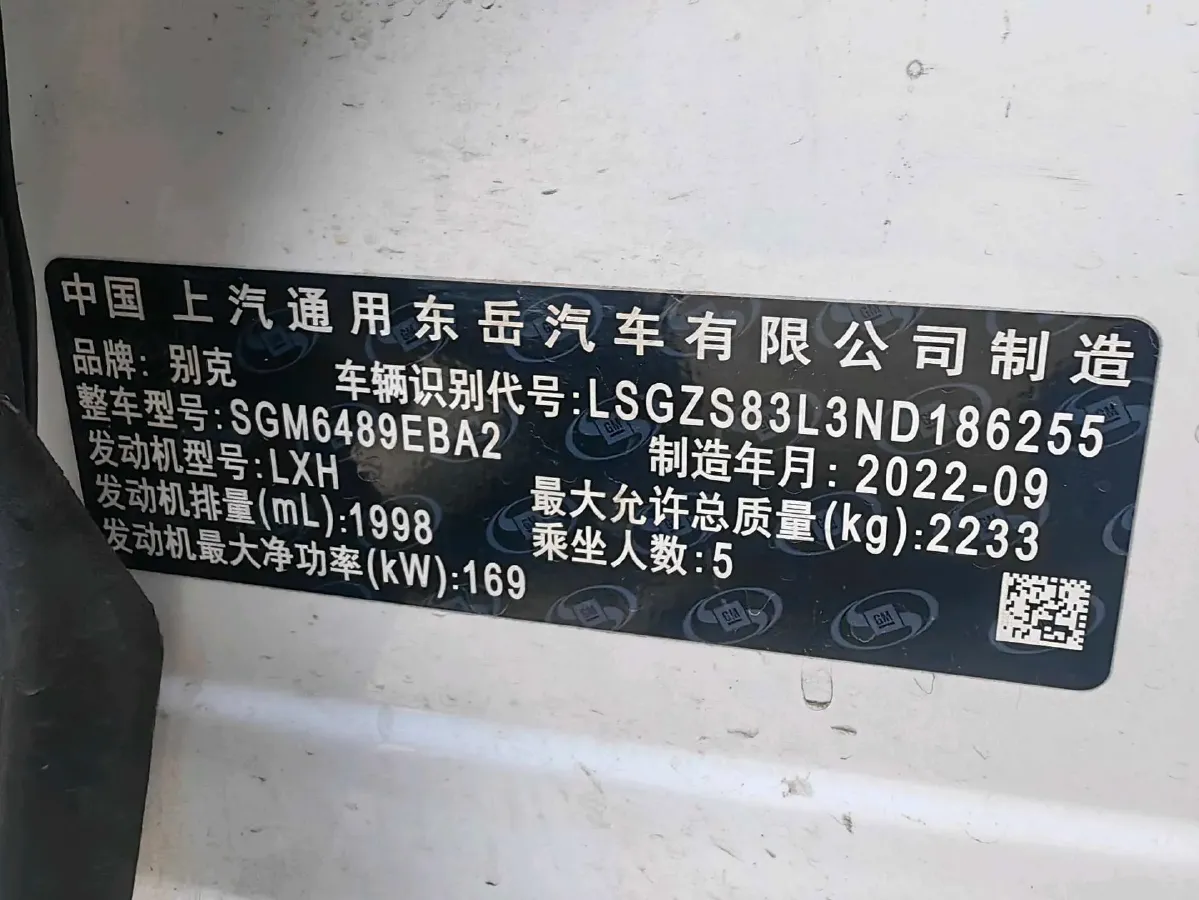 中国 上汽通用东岳汽车有限公司制造
品牌：别克 车辆识别代号:LSGZS83L3ND186255
整车型号:SGM6489EBA2 制造年月:2022-09
发动机型号:LXH 最大允许总质量(kg):2233
发动机排量(mL):1998 乘坐人数:5
发动机最大净功率(kW):169
GM GM GM